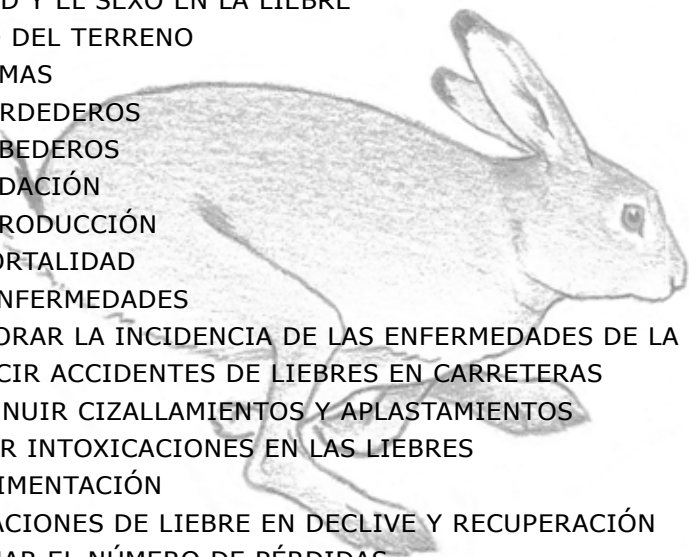 D Y EL SEXO EN LA LIEBRE
DEL TERRENO
MAS
RDEDEROS
BEDEROS
DACIÓN
RODUCCIÓN
ORTALIDAD
NFERMEDADES
ORAR LA INCIDENCIA DE LAS ENFERMEDADES DE LA
CIR ACCIDENTES DE LIEBRES EN CARRETERAS
NUIR CIZALLAMIENTOS Y APLASTAMIENTOS
R INTOXICACIONES EN LAS LIEBRES
IMENTACIÓN
ACIONES DE LIEBRE EN DECLIVE Y RECUPERACIÓN
AR EL NÚMERO DE PÉRDIDAS